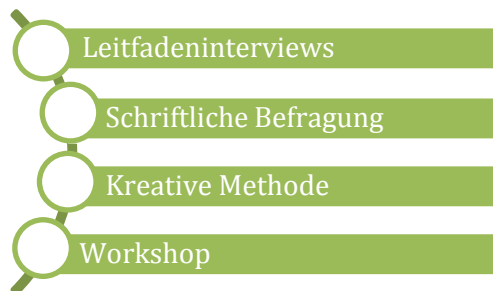 Leitfadeninterviews
Schriftliche Befragung
Kreative Methode
Workshop